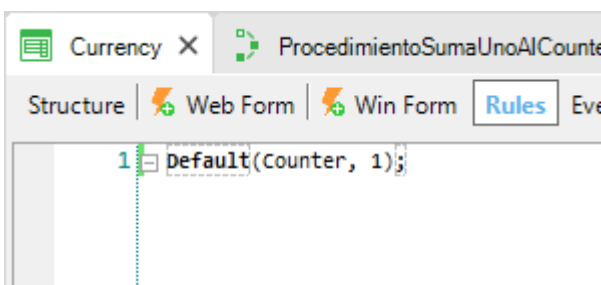 Currency X ProcedimientoSumaUnoAlCounte
Structure Web Form Win Form Rules Eve
1 Default(Counter, 1);